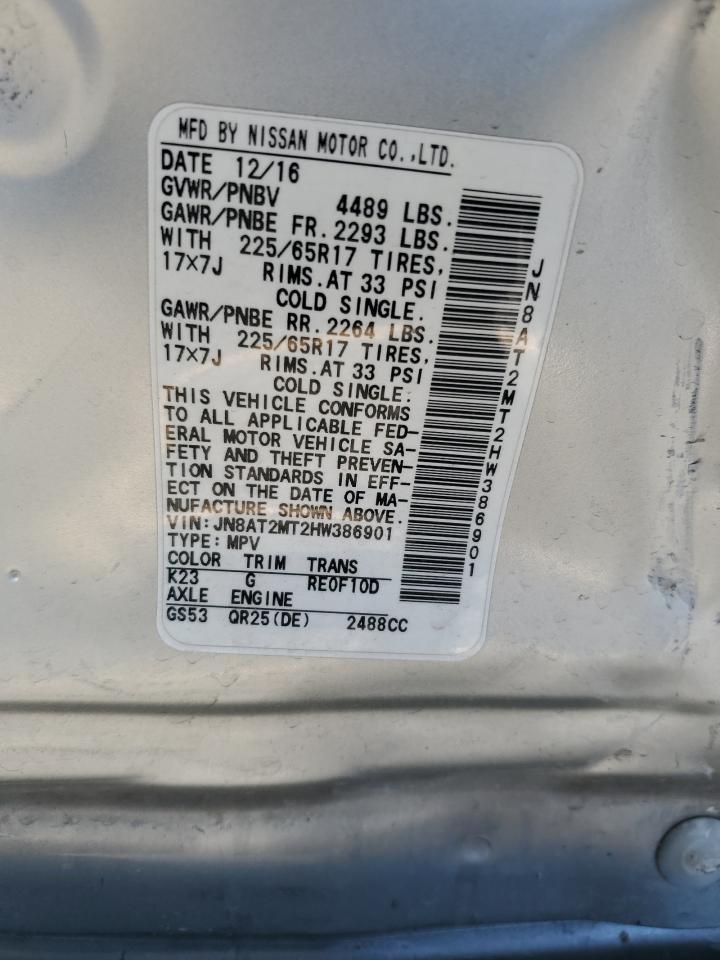 MFD BY NISSAN MOTOR CO.,LTD.
DATE 12/16
GVWR/PNBV 4489 LBS.
GAWR/PNBE FR. 2293 LBS.
WITH 225/65R17 TIRES,
17×7J RIMS.AT 33 PSI
COLD SINGLE.
GAWR/PNBE RR. 2264 LBS.
WITH 225/65R17 TIRES,
17×7J RIMS.AT 33 PSI
COLD SINGLE.
THIS VEHICLE CONFORMS
TO ALL APPLICABLE FED-
ERAL MOTOR VEHICLE SA-
FETY AND THEFT PREVEN-
TION STANDARDS IN EFF-
ECT ON THE DATE OF MA-
NUFACTURE SHOWN ABOVE.
VIN:JN8AT2MT2HW386901
TYPE:MPV
COLOR TRIM TRANS
K23 G RE0F10D
AXLE ENGINE
GS53 QR25(DE) 2488CC
JN8AT2MT2HW386901